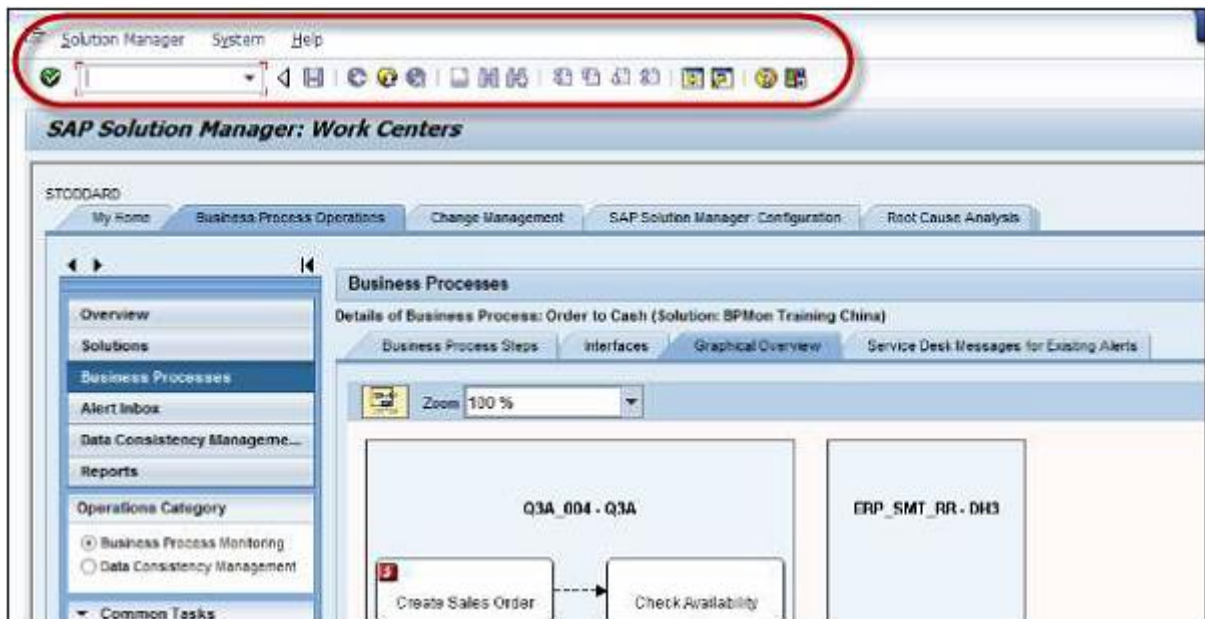 Solution Manager System Help
SAP Solution Manager: Work Centers
STODDARD
My Home Business Process Operations Change Management SAP Solution Manager: Configuration Root Cause Analysis
Business Processes
Details of Business Process: Order to Cash (Solution: BPMon Training China)
Business Process Steps Interfaces Graphical Overview Service Desk Messages for Existing Alerts
Zoom 100 %
Overview
Solutions
Business Processes
Alert Inbox
Data Consistency Manageme...
Reports
Operations Category
Business Process Monitoring
Data Consistency Management
Common Tasks
Q3A_004 - Q3A ERP_SMT_RR - DH3
Create Sales Order Check Availability